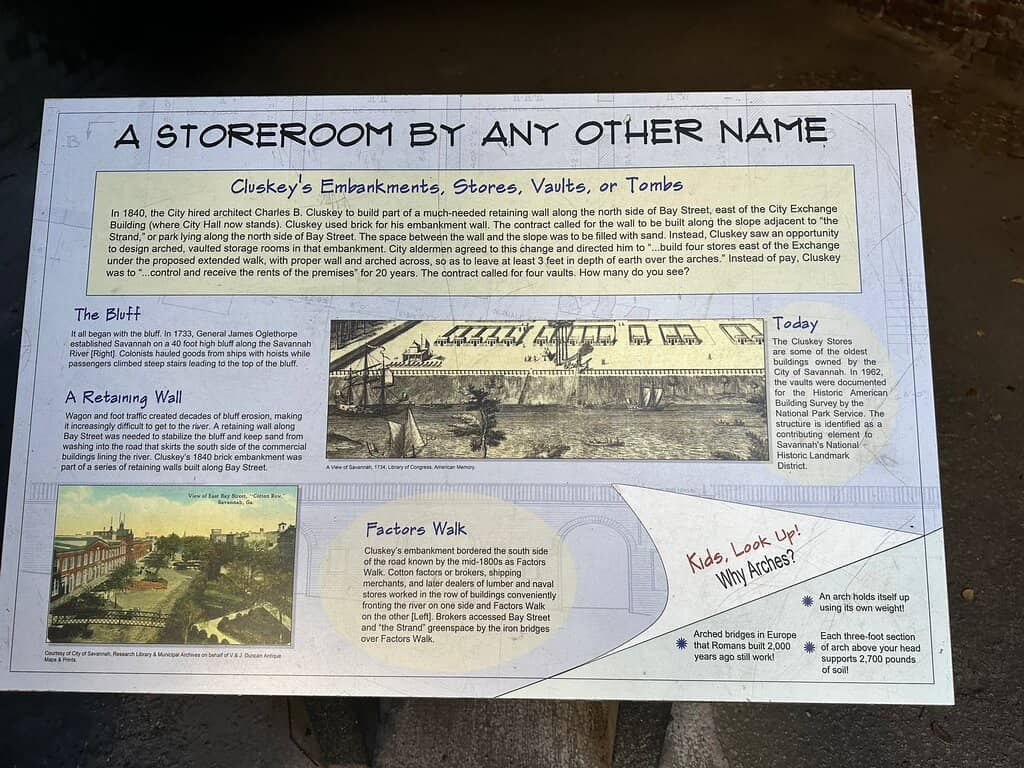 A STOREROOM BY ANY OTHER NAME
Cluskey's Embankments, Stores, Vaults, or Tombs
In 1840, the City hired architect Charles B. Cluskey to build part of a much-needed retaining wall along the north side of Bay Street, east of the City Exchange
Building (where City Hall now stands). Cluskey used brick for his embankment wall. The contract called for the wall to be built along the slope adjacent to "the
Strand," or park lying along the north side of Bay Street. The space between the wall and the slope was to be filled with sand. Instead, Cluskey saw an opportunity
to design arched, vaulted storage rooms in that embankment. City aldermen agreed to this change and directed him to "...build four stores east of the Exchange
under the proposed extended walk, with proper wall and arched across, so as to leave at least 3 feet in depth of earth over the arches." Instead of pay, Cluskey
was to "...control and receive the rents of the premises" for 20 years. The contract called for four vaults. How many do you see?
The Bluff
It all began with the bluff. In 1733, General James Oglethorpe
established Savannah on a 40 foot high bluff along the Savannah
River [Right]. Colonists hauled goods from ships with hoists while
passengers climbed steep stairs leading to the top of the bluff.
A Retaining Wall
Wagon and foot traffic created decades of bluff erosion, making
it increasingly difficult to get to the river. A retaining wall along
Bay Street was needed to stabilize the bluff and keep sand from
washing into the road that skirts the south side of the commercial
buildings lining the river. Cluskey's 1840 brick embankment was
part of a series of retaining walls built along Bay Street.
A View of Savannah, 1734, Library of Congress, American Memory.
Today
The Cluskey Stores
are some of the oldest
buildings owned by the
City of Savannah. In 1962,
the vaults were documented
for the Historic American
Building Survey by the
National Park Service. The
structure is identified as a
contributing element to
Savannah's National
Historic Landmark
District.
View of East Bay Street, "Cotton Row,"
Savannah, Ga.
Courtesy of City of Savannah, Research Library & Municipal Archives on behalf of V.& J. Duncan Antique
Maps & Prints.
Factors Walk
Cluskey's embankment bordered the south side
of the road known by the mid-1800s as Factors
Walk. Cotton factors or brokers, shipping
merchants, and later dealers of lumber and naval
stores worked in the row of buildings conveniently
fronting the river on one side and Factors Walk
on the other [Left]. Brokers accessed Bay Street
and "the Strand" greenspace by the iron bridges
over Factors Walk.
Kids, Look Up!
Why Arches?
An arch holds itself up
using its own weight!
Arched bridges in Europe
that Romans built 2,000
years ago still work!
Each three-foot section
of arch above your head
supports 2,700 pounds
of soil!